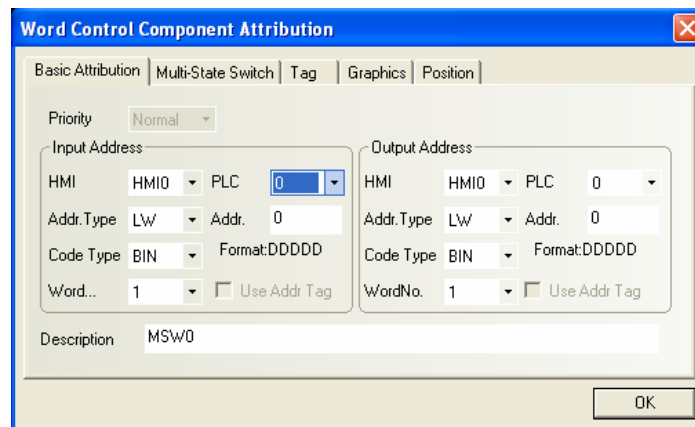 Word Control Component Attribution
Basic Attribution Multi-State Switch Tag Graphics Position
Priority Normal
Input Address Output Address
HMI HMI0 PLC 0 HMI HMI0 PLC 0
Addr.Type LW Addr. 0 Addr.Type LW Addr. 0
Code Type BIN Format:DDDDD Code Type BIN Format:DDDDD
Word... 1 Use Addr Tag WordNo. 1 Use Addr Tag
Description MSW0
OK